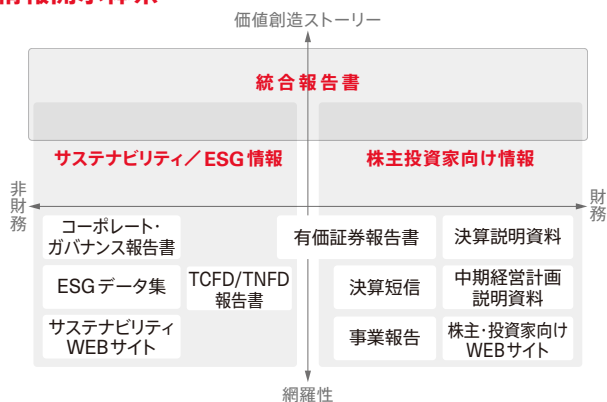 価値創造ストーリー
統合報告書
サステナビリティ／ESG情報
株主投資家向け情報
非財務
財務
コーポレート・
ガバナンス報告書
有価証券報告書
決算説明資料
ESGデータ集
TCFD/TNFD
報告書
決算短信
中期経営計画
説明資料
サステナビリティ
WEBサイト
事業報告
株主・投資家向け
WEBサイト
網羅性